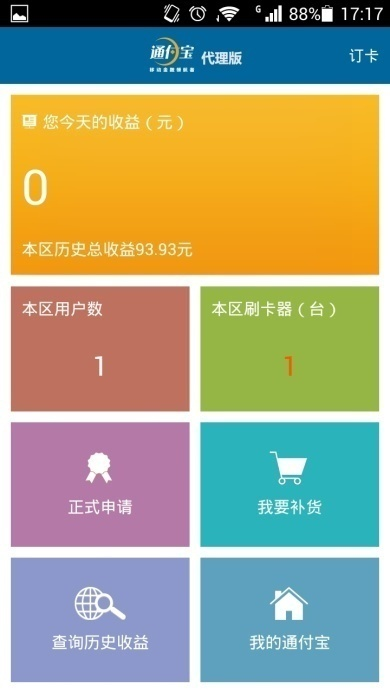 G 88% 17:17
通付宝 代理版
订卡
您今天的收益（元）
0
本区历史总收益93.93元
本区用户数
1
本区刷卡器（台）
1
正式申请
我要补货
查询历史收益
我的通付宝